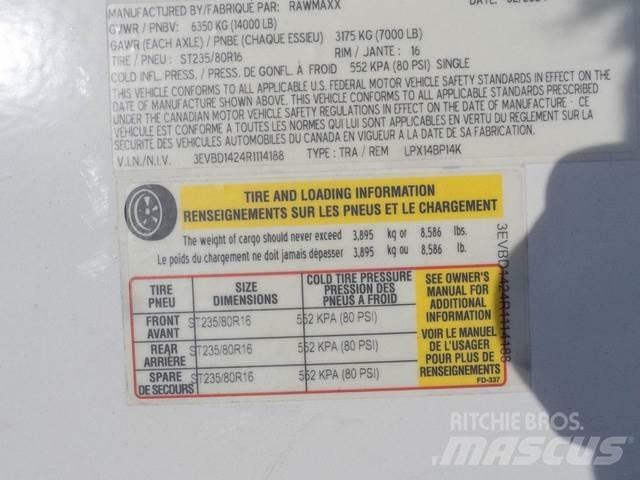 MANUFACTURED BY/FABRIQUÉ PAR: RAWMAXX
GVWR / PNBV: 6350 KG (14000 LB)
GAWR (EACH AXLE) / PNBE (CHAQUE ESSIEU) 3175 KG (7000 LB)
TIRE / PNEU : ST235/80R16 RIM / JANTE : 16
COLD INFL. PRESS. / PRESS. DE GONFL. À FROID 552 KPA (80 PSI) SINGLE
THIS VEHICLE CONFORMS TO ALL APPLICABLE U.S. FEDERAL MOTOR VEHICLE SAFETY STANDARDS IN EFFECT ON THE
DATE OF MANUFACTURE SHOWN ABOVE. THIS VEHICLE CONFORMS TO ALL APPLICABLE STANDARDS PRESCRIBED
UNDER THE CANADIAN MOTOR VEHICLE SAFETY REGULATIONS IN EFFECT ON THE DATE OF MANUFACTURE - CE
VÉHICULE EST CONFORME À TOUTES LES NORMES QUI LUI SONT APPLICABLES EN VERTU DU RÈGLEMENT SUR LA
SÉCURITÉ DES VÉHICULES AUTOMOBILES DU CANADA EN VIGUEUR À LA DATE DE SA FABRICATION.
V.I.N./N.I.V. 3EVBD1424R1114188 TYPE: TRA / REM LPX14BP14K
TIRE AND LOADING INFORMATION
RENSEIGNEMENTS SUR LES PNEUS ET LE CHARGEMENT
The weight of cargo should never exceed 3,895 kg or 8,586 lbs.
Le poids du chargement ne doit jamais dépasser 3,895 kg ou 8,586 lb.
TIRE PNEU
SIZE DIMENSIONS
COLD TIRE PRESSURE
PRESSION DES
PNEUS A FROID
FRONT AVANT ST235/80R16 552 KPA (80 PSI)
REAR ARRIÈRE ST235/80R16 552 KPA (80 PSI)
SPARE DE SECOURS ST235/80R16 552 KPA (80 PSI)
SEE OWNER'S
MANUAL FOR
ADDITIONAL
INFORMATION
VOIR LE MANUEL
DE L'USAGER
POUR PLUS DE
RENSEIGNEMENTS
FD-337
3EVBD1424R1114188
RITCHIE BROS.
MASCUS